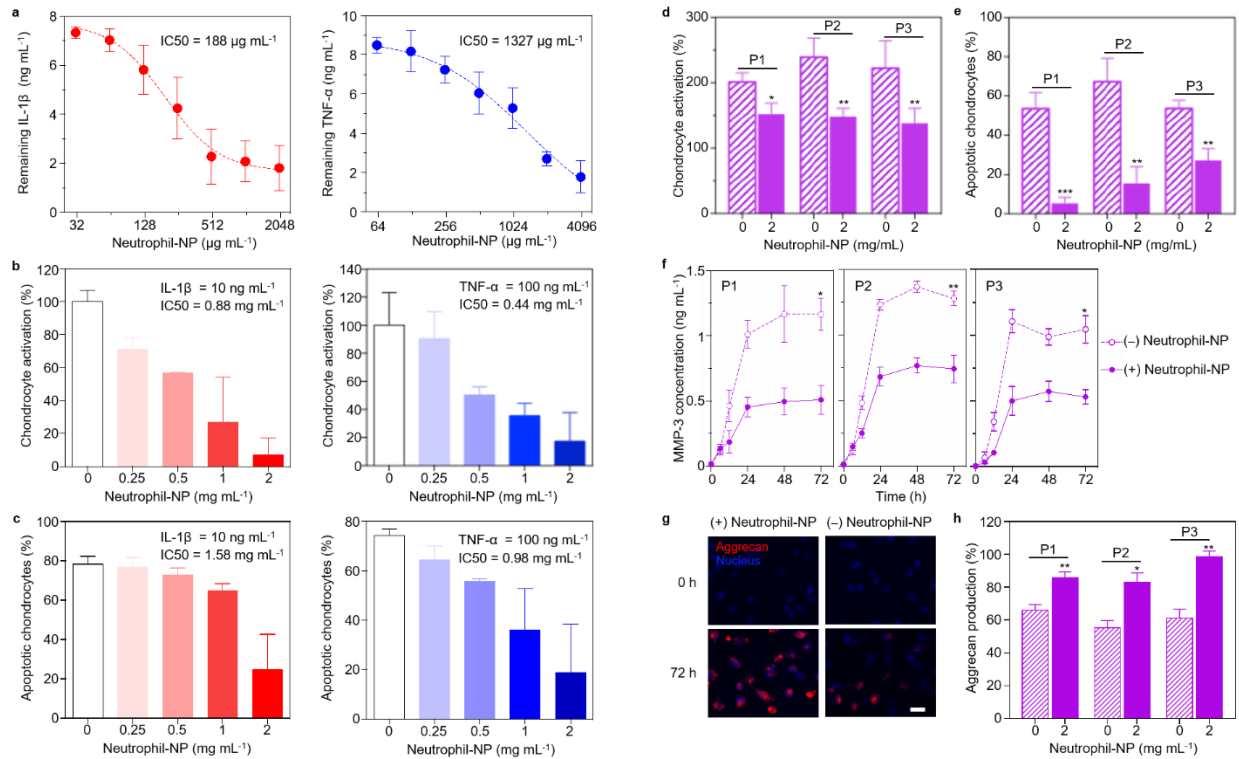 a
Remaining IL-1β (ng mL⁻¹)
8
6
4
2
0
IC50 = 188 µg mL⁻¹
32
128
512
2048
Neutrophil-NP (µg mL⁻¹)
Remaining TNF-α (ng mL⁻¹)
10
8
6
4
2
0
IC50 = 1327 µg mL⁻¹
64
256
1024
4096
Neutrophil-NP (µg mL⁻¹)
b
Chondrocyte activation (%)
120
100
80
60
40
20
0
IL-1β = 10 ng mL⁻¹
IC50 = 0.88 mg mL⁻¹
0
0.25
0.5
1
2
Neutrophil-NP (mg mL⁻¹)
Chondrocyte activation (%)
140
120
100
80
60
40
20
0
TNF-α = 100 ng mL⁻¹
IC50 = 0.44 mg mL⁻¹
0
0.25
0.5
1
2
Neutrophil-NP (mg mL⁻¹)
c
Apoptotic chondrocytes (%)
100
80
60
40
20
0
IL-1β = 10 ng mL⁻¹
IC50 = 1.58 mg mL⁻¹
0
0.25
0.5
1
2
Neutrophil-NP (mg mL⁻¹)
Apoptotic chondrocytes (%)
80
60
40
20
0
TNF-α = 100 ng mL⁻¹
IC50 = 0.98 mg mL⁻¹
0
0.25
0.5
1
2
Neutrophil-NP (mg mL⁻¹)
d
Chondrocyte activation (%)
300
200
100
0
P1
P2
P3
*
**
**
0 2 0 2 0 2
Neutrophil-NP (mg/mL)
e
Apoptotic chondrocytes (%)
100
80
60
40
20
0
P1
P2
P3
***
**
**
0 2 0 2 0 2
Neutrophil-NP (mg/mL)
f
MMP-3 concentration (ng mL⁻¹)
1.5
1
0.5
0
P1
*
P2
**
P3
*
0 24 48 72
0 24 48 72
0 24 48 72
Time (h)
(−) Neutrophil-NP
(+) Neutrophil-NP
g
(+) Neutrophil-NP
(−) Neutrophil-NP
Aggrecan
Nucleus
0 h
72 h
h
Aggrecan production (%)
120
100
80
60
40
20
0
P1
P2
P3
**
*
**
0 2 0 2 0 2
Neutrophil-NP (mg mL⁻¹)